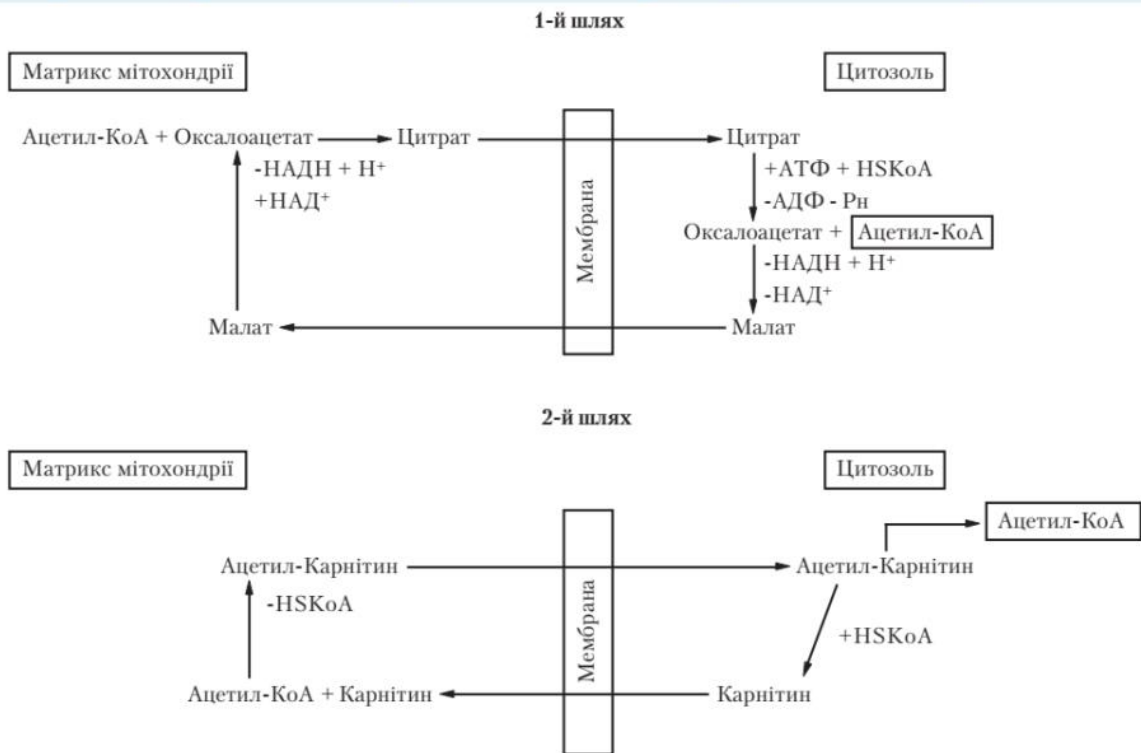 1-й шлях
Матрикс мітохондрії
Цитозоль
Ацетил-КоА + Оксалоацетат
Цитрат
Мембрана
Цитрат
-НАДН + Н⁺
+НАД⁺
+АТФ + HSKoA
-АДФ - Рн
Оксалоацетат + Ацетил-КоА
-НАДН + Н⁺
-НАД⁺
Малат
Малат
2-й шлях
Матрикс мітохондрії
Цитозоль
Ацетил-КоА
Ацетил-Карнітин
Мембрана
Ацетил-Карнітин
-HSKoA
+HSKoA
Ацетил-КоА + Карнітин
Карнітин